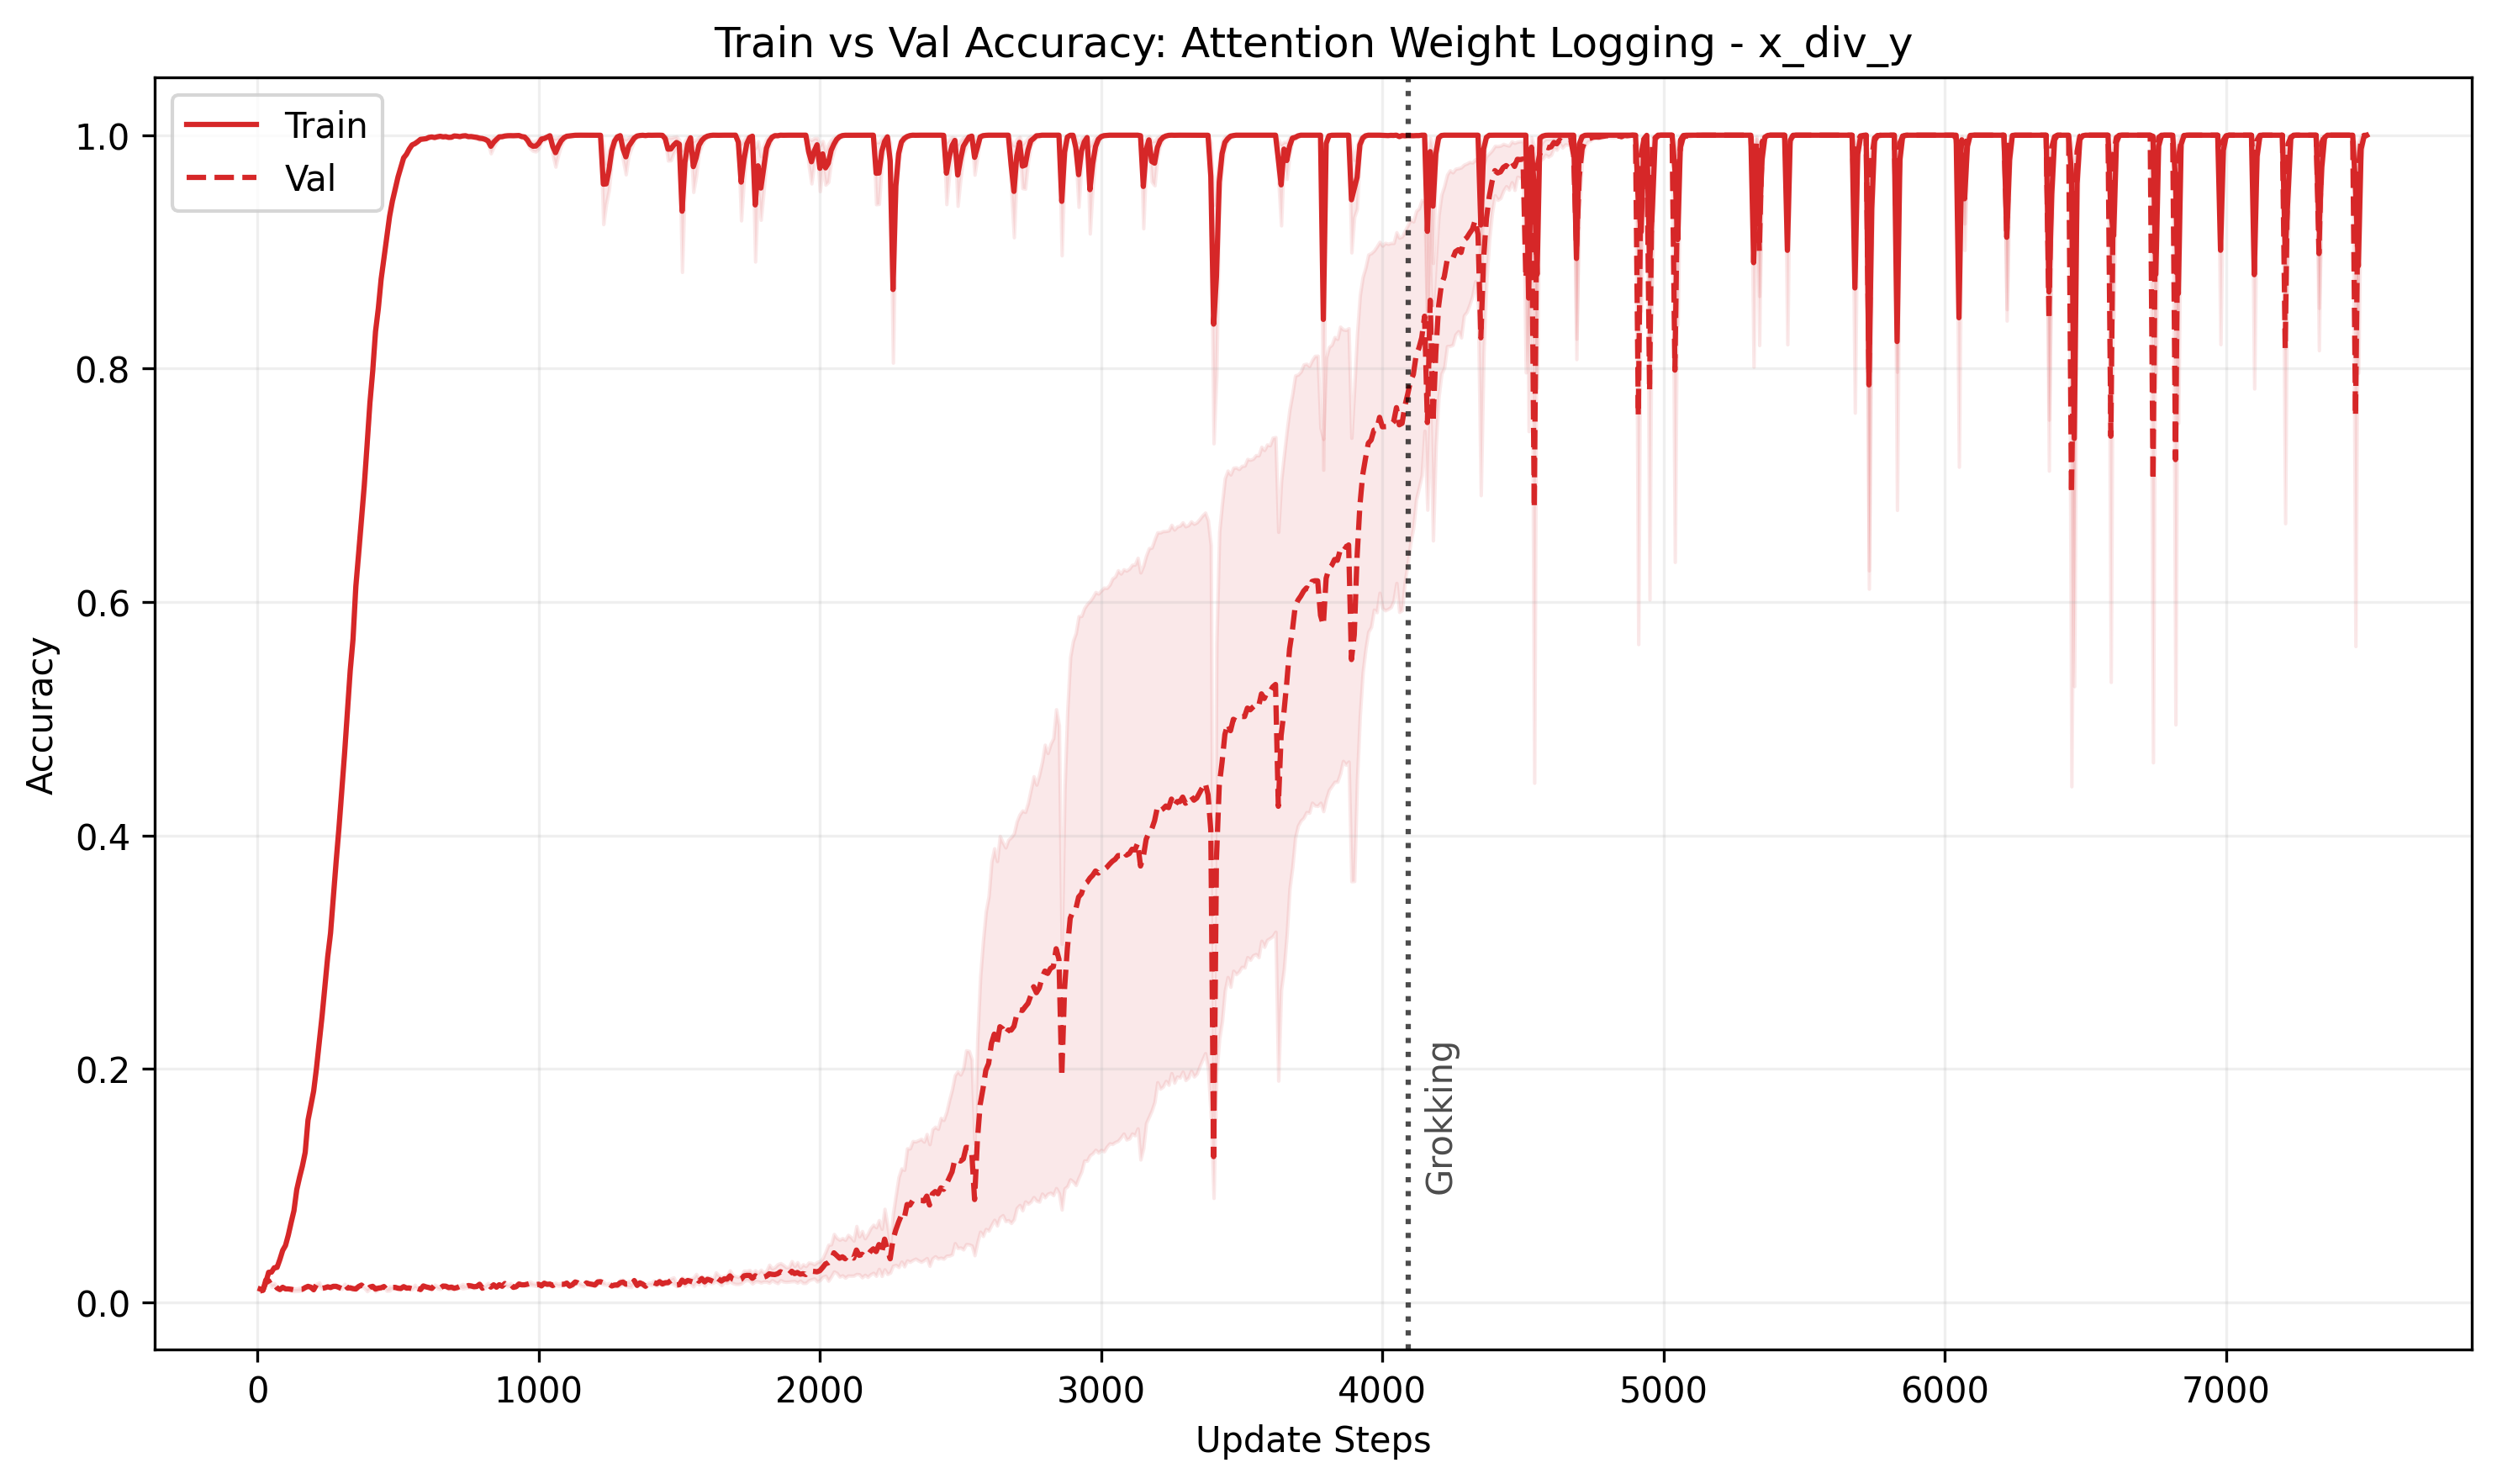 Train vs Val Accuracy: Attention Weight Logging - x_div_y
Train
Val
1.0
0.8
0.6
0.4
0.2
0.0
Accuracy
Grokking
0 1000 2000 3000 4000 5000 6000 7000
Update Steps